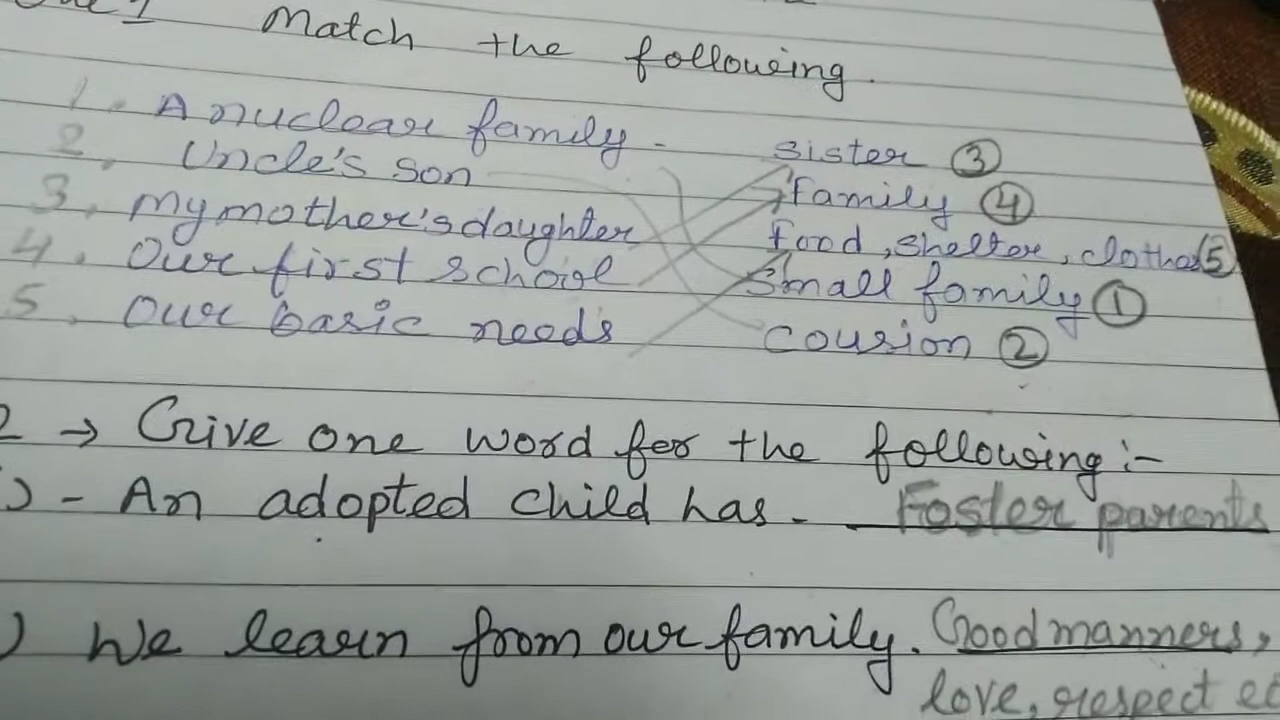 Match the following.
1. A nuclear family - sister ③
2. Uncle's son family ④
3. My mother's daughter food, shelter, clothes ⑤
4. Our first school Small family ①
5. Our basic needs cousion ②
2 → Give one word for the following :-
) - An adopted child has - Foster parents
) We learn from our family. Good manners,
love, respect